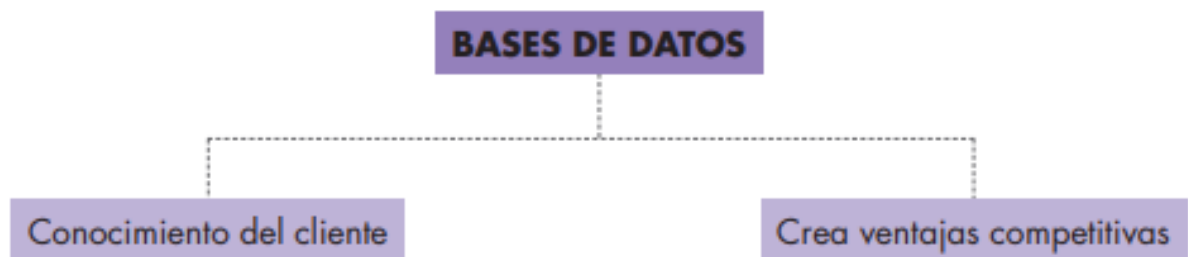 BASES DE DATOS
Conocimiento del cliente
Crea ventajas competitivas